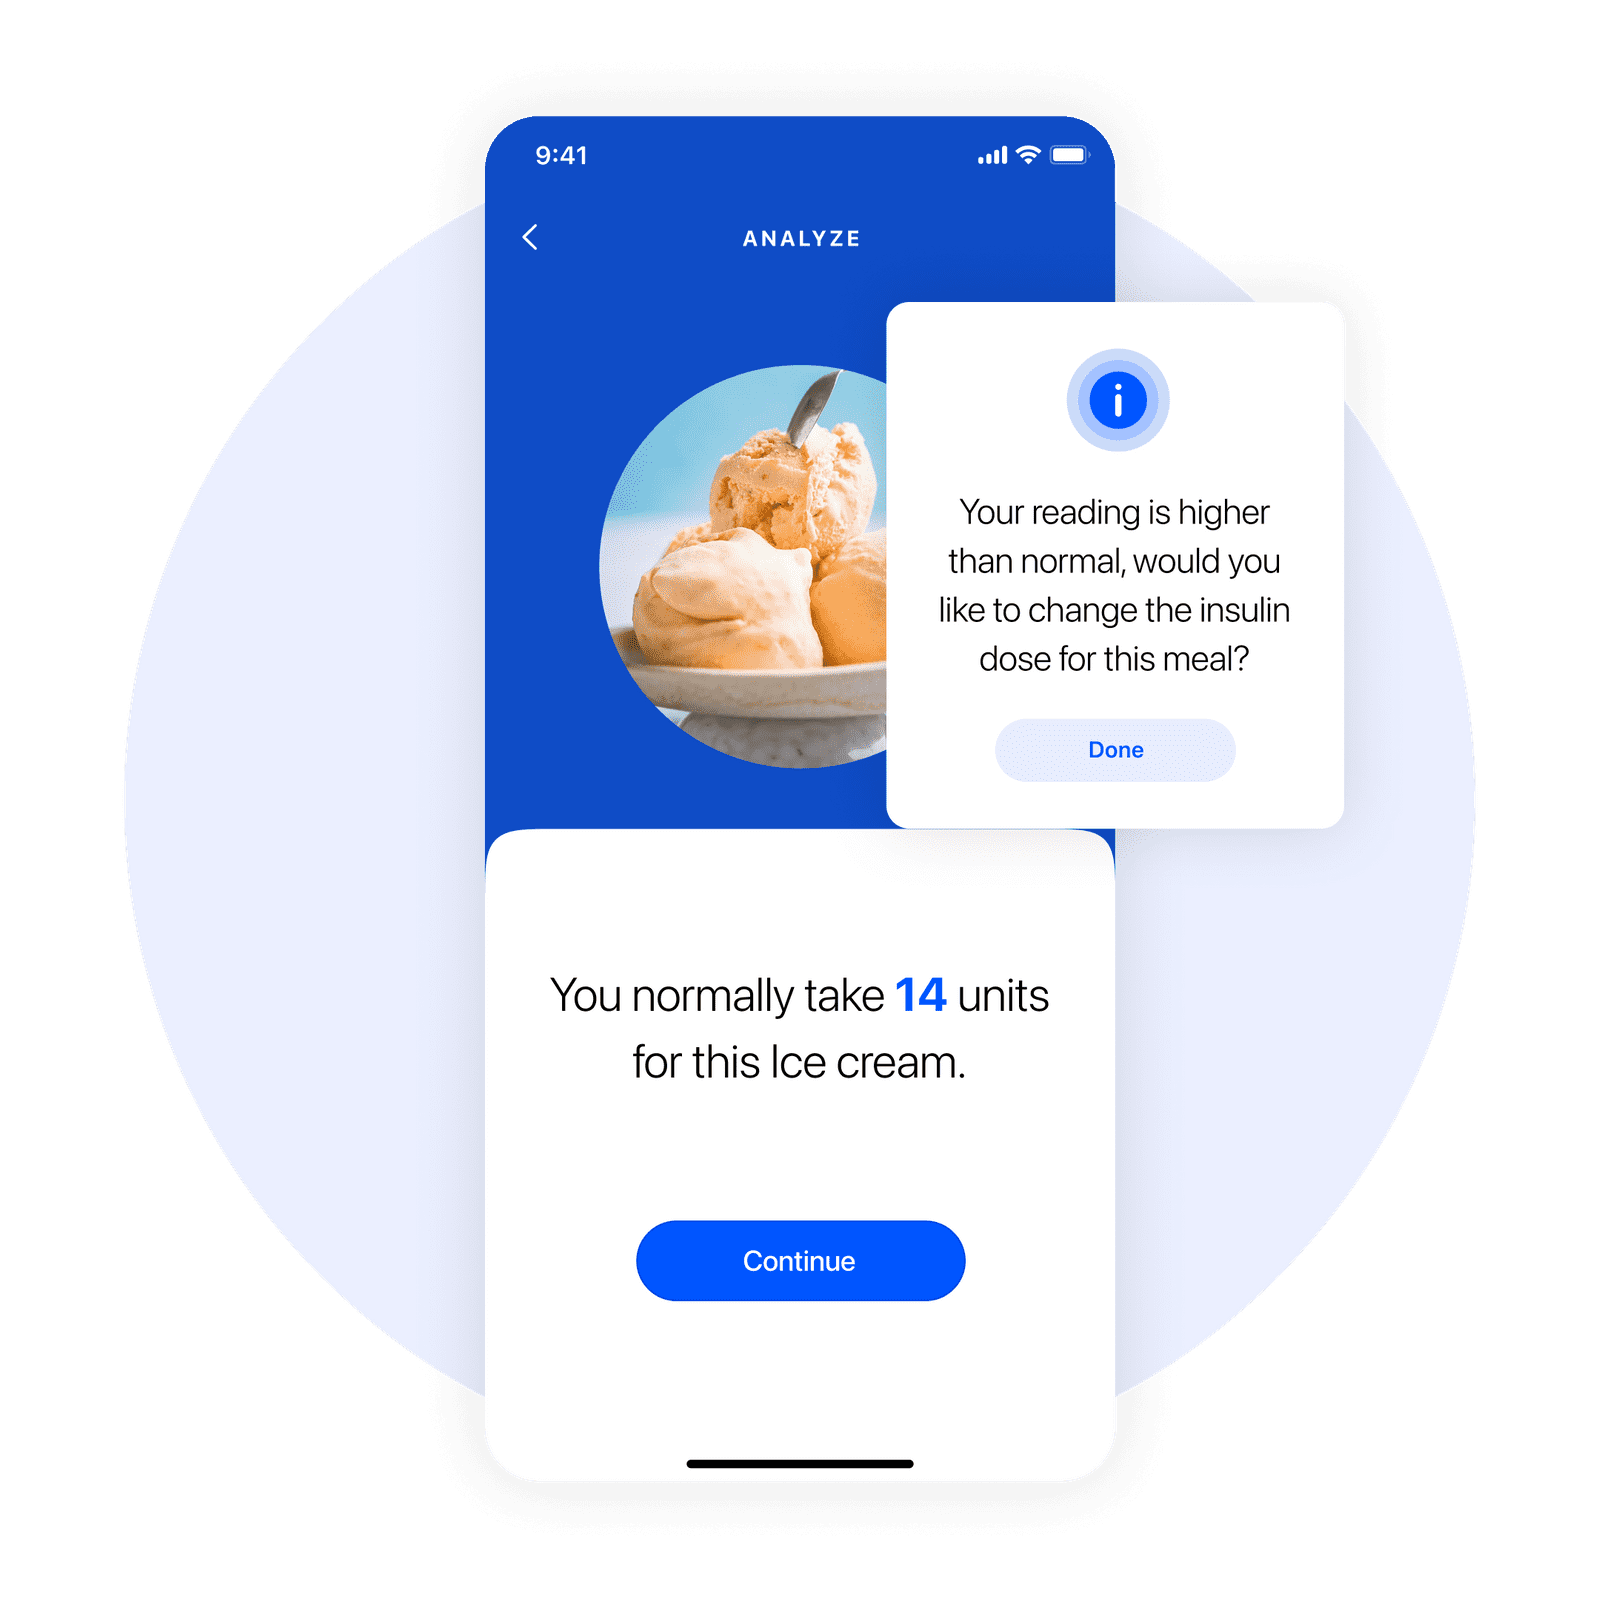 9:41
ANALYZE
Your reading is higher
than normal, would you
like to change the insulin
dose for this meal?
Done
You normally take 14 units
for this Ice cream.
Continue